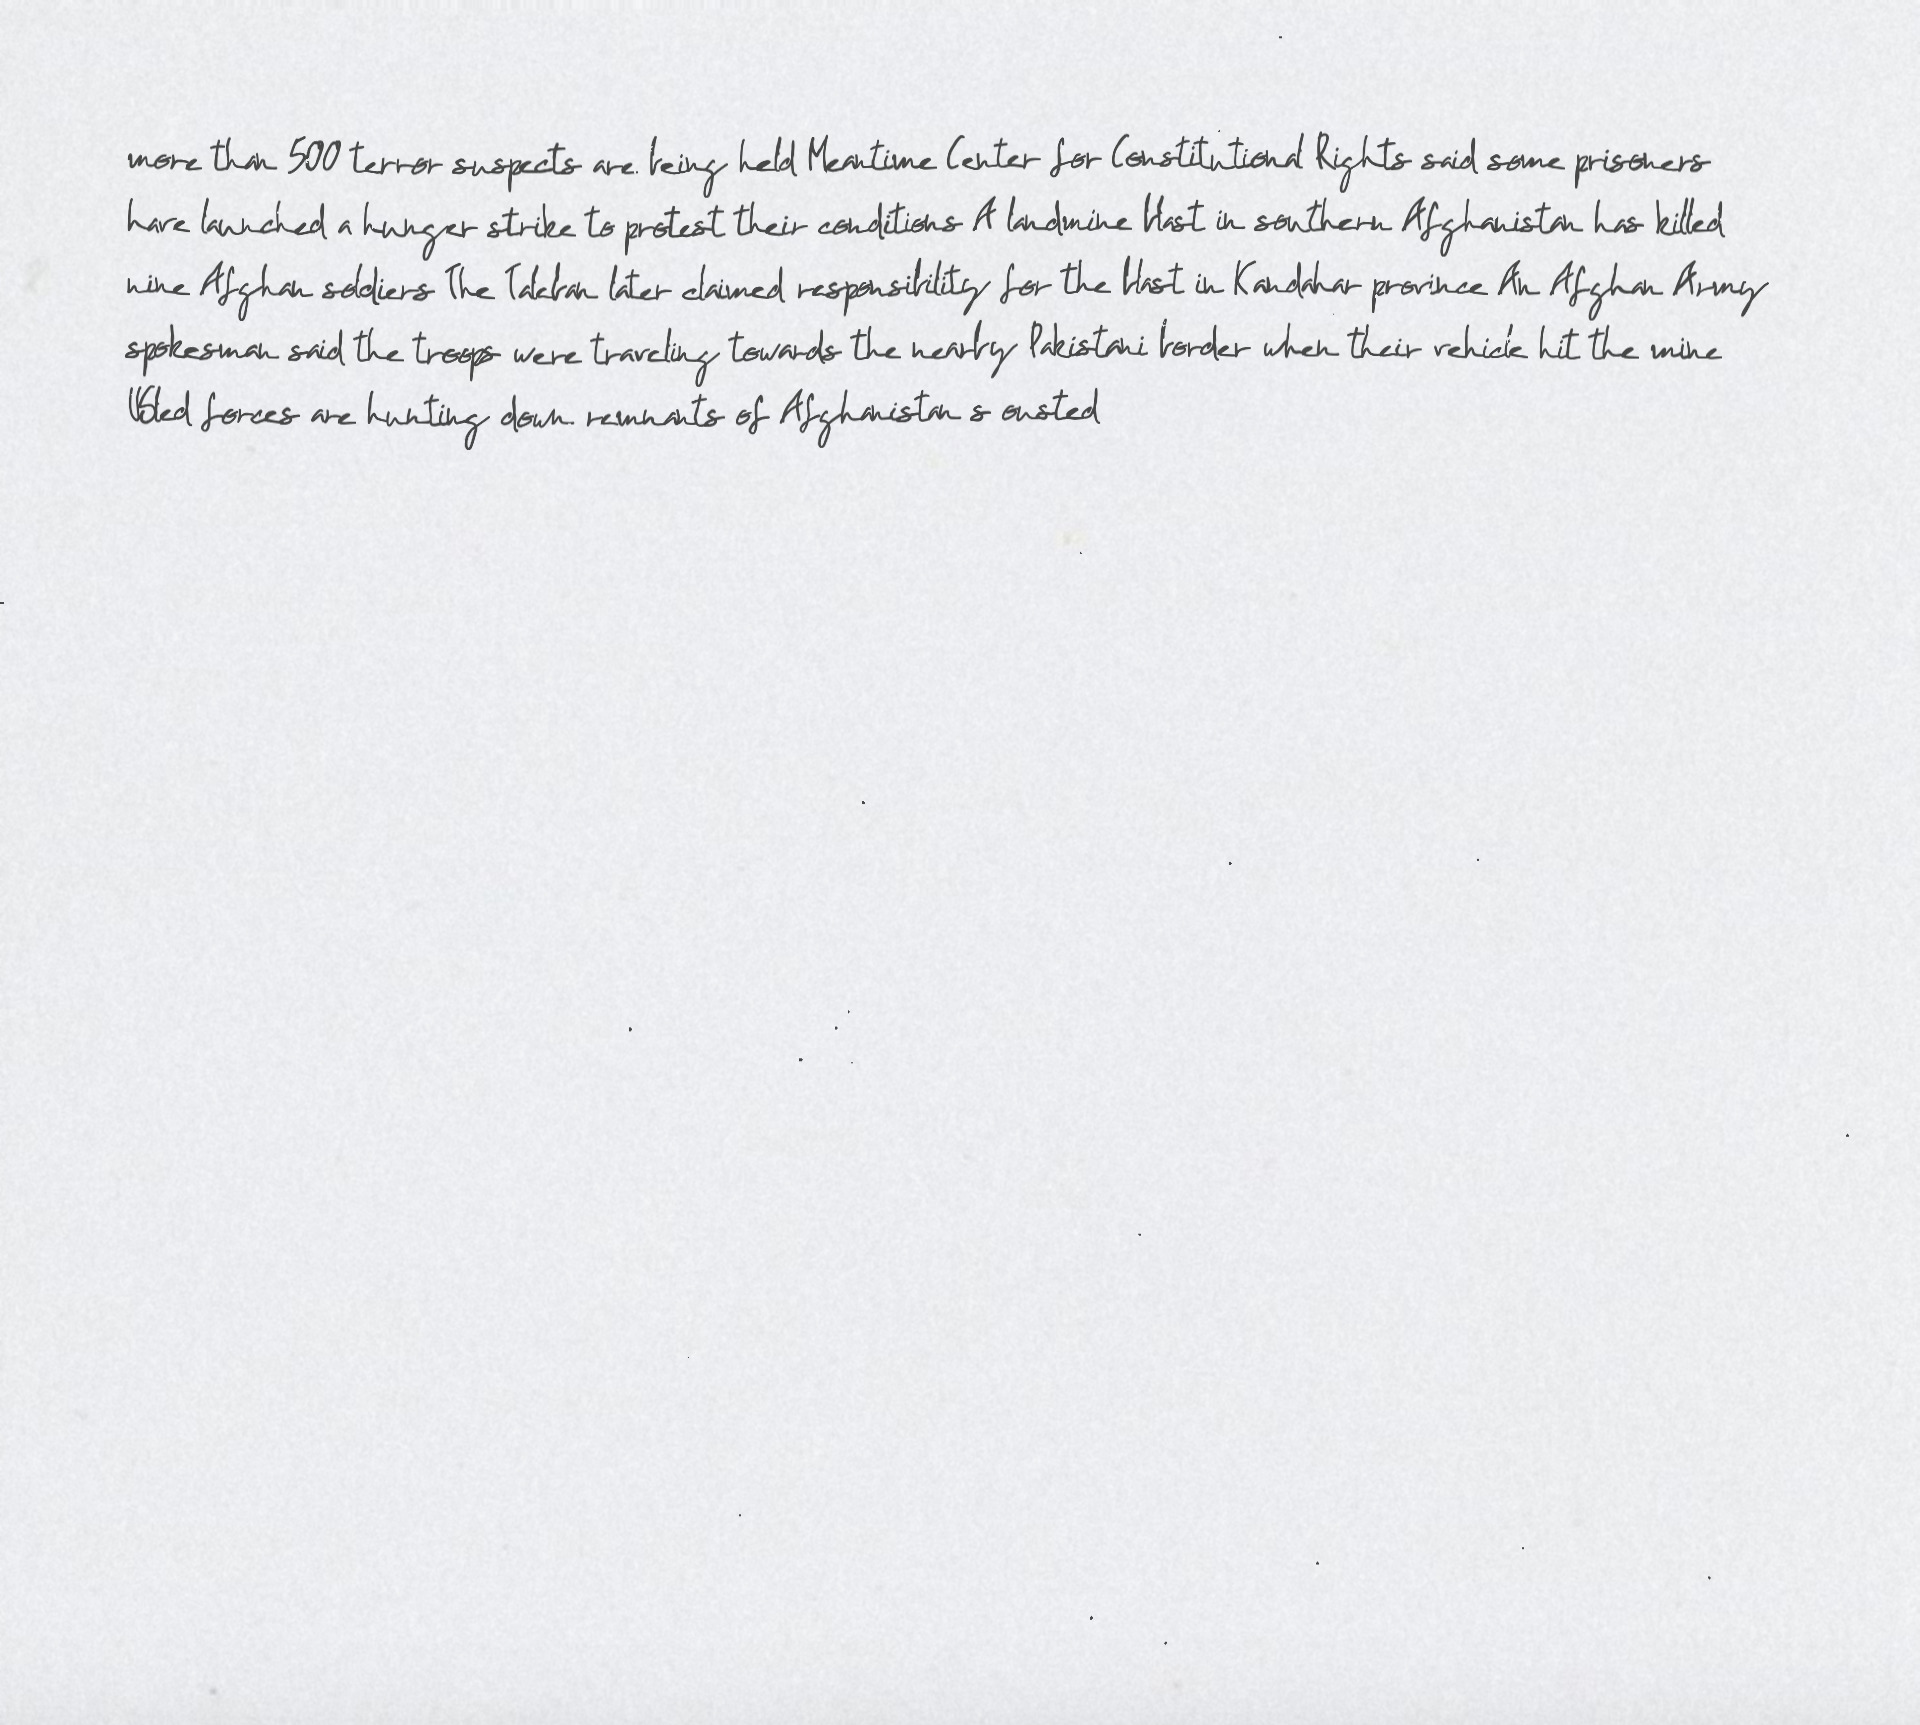 more than 500 terror suspects are being held Meantime Center for Constitutional Rights said some prisoners
have launched a hunger strike to protest their conditions A landmine blast in southern Afghanistan has killed
nine Afghan soldiers The Taleban later claimed responsibility for the blast in Kandahar province An Afghan Army
spokesman said the troops were traveling towards the nearby Pakistani border when their vehicle hit the mine
USled forces are hunting down remnants of Afghanistan s ousted